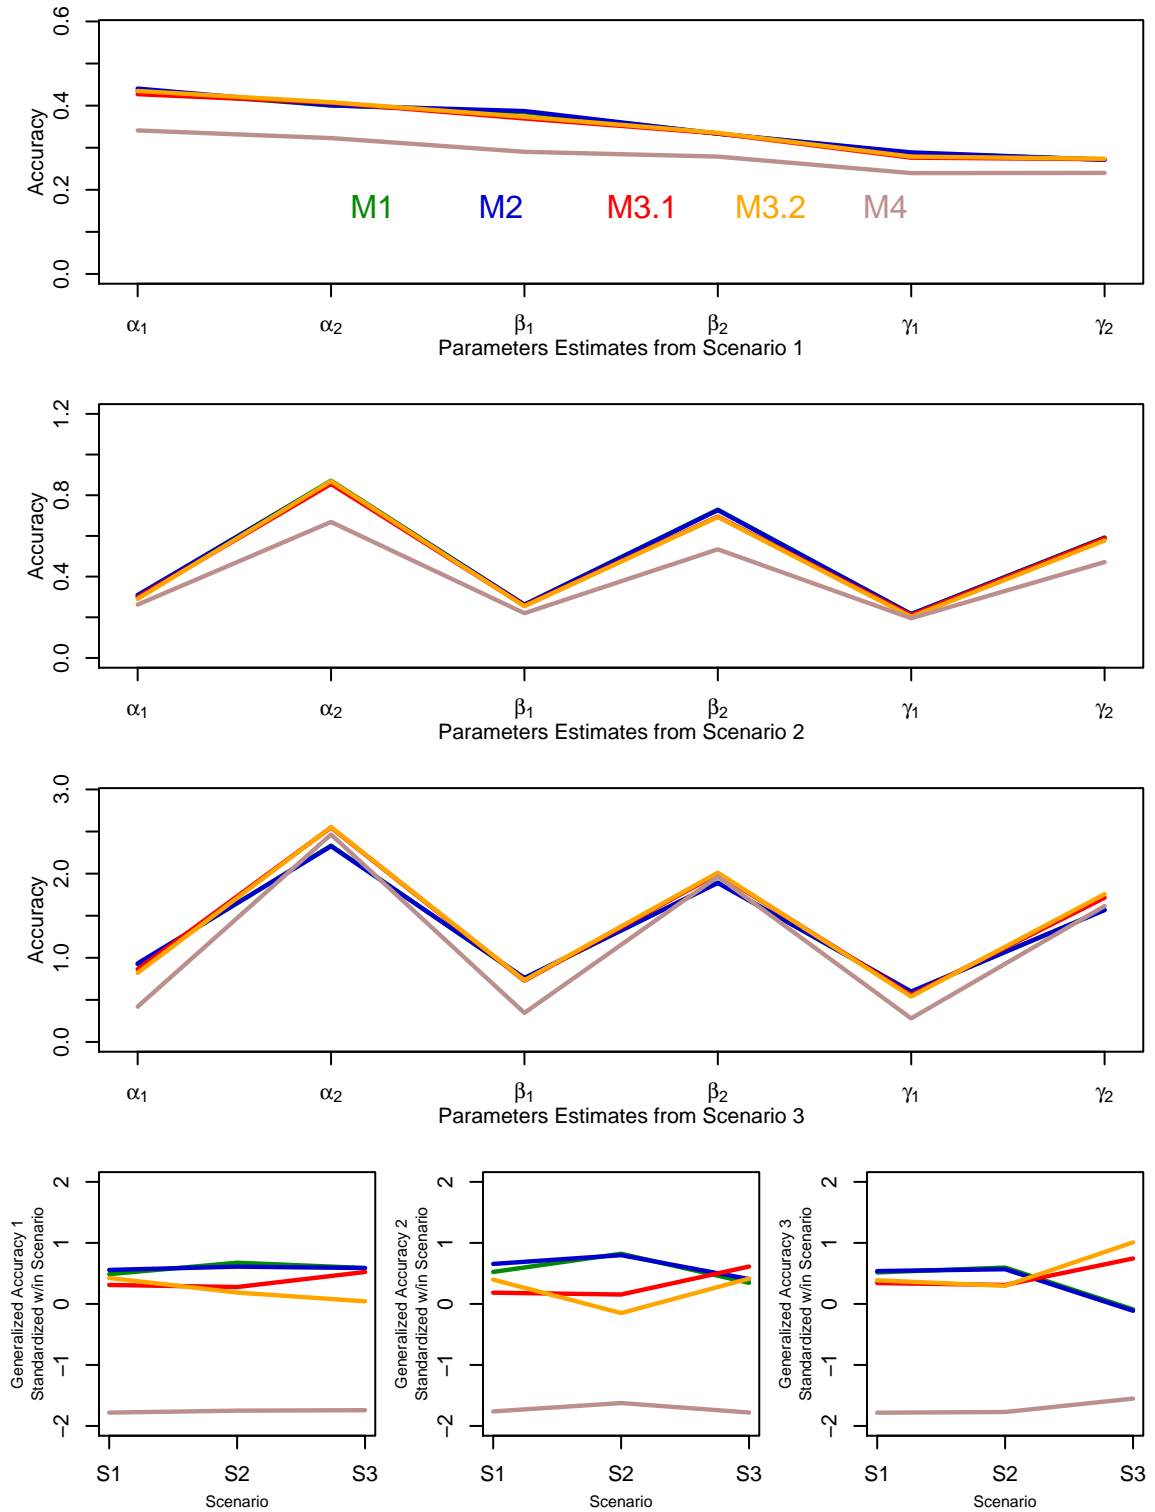 0.6
0.4
0.2
0.0
Accuracy
M1 M2 M3.1 M3.2 M4
α1 α2 β1 β2 γ1 γ2
Parameters Estimates from Scenario 1
1.2
0.8
0.4
0.0
Accuracy
α1 α2 β1 β2 γ1 γ2
Parameters Estimates from Scenario 2
3.0
2.0
1.0
0.0
Accuracy
α1 α2 β1 β2 γ1 γ2
Parameters Estimates from Scenario 3
Generalized Accuracy 1
Standardized w/in Scenario
2
1
0
−1
−2
S1 S2 S3
Scenario
Generalized Accuracy 2
Standardized w/in Scenario
2
1
0
−1
−2
S1 S2 S3
Scenario
Generalized Accuracy 3
Standardized w/in Scenario
2
1
0
−1
−2
S1 S2 S3
Scenario